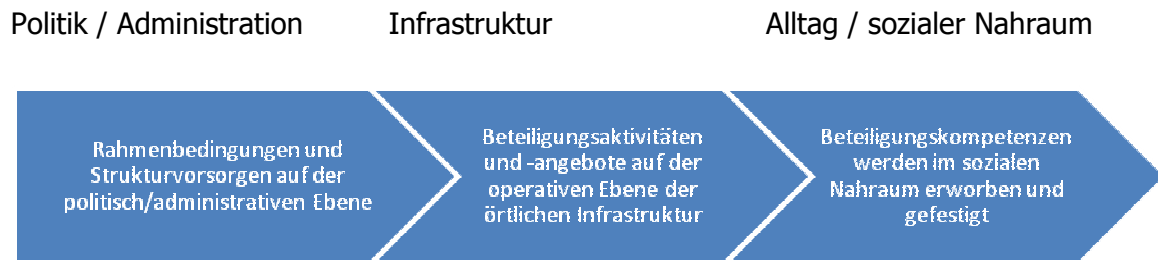 Politik / Administration
Infrastruktur
Alltag / sozialer Nahraum
Rahmenbedingungen und
Strukturvorsorgen auf der
politisch/administrativen Ebene
Beteiligungsaktivitäten
und -angebote auf der
operativen Ebene der
örtlichen Infrastruktur
Beteiligungskompetenzen
werden im sozialen
Nahraum erworben und
gefestigt